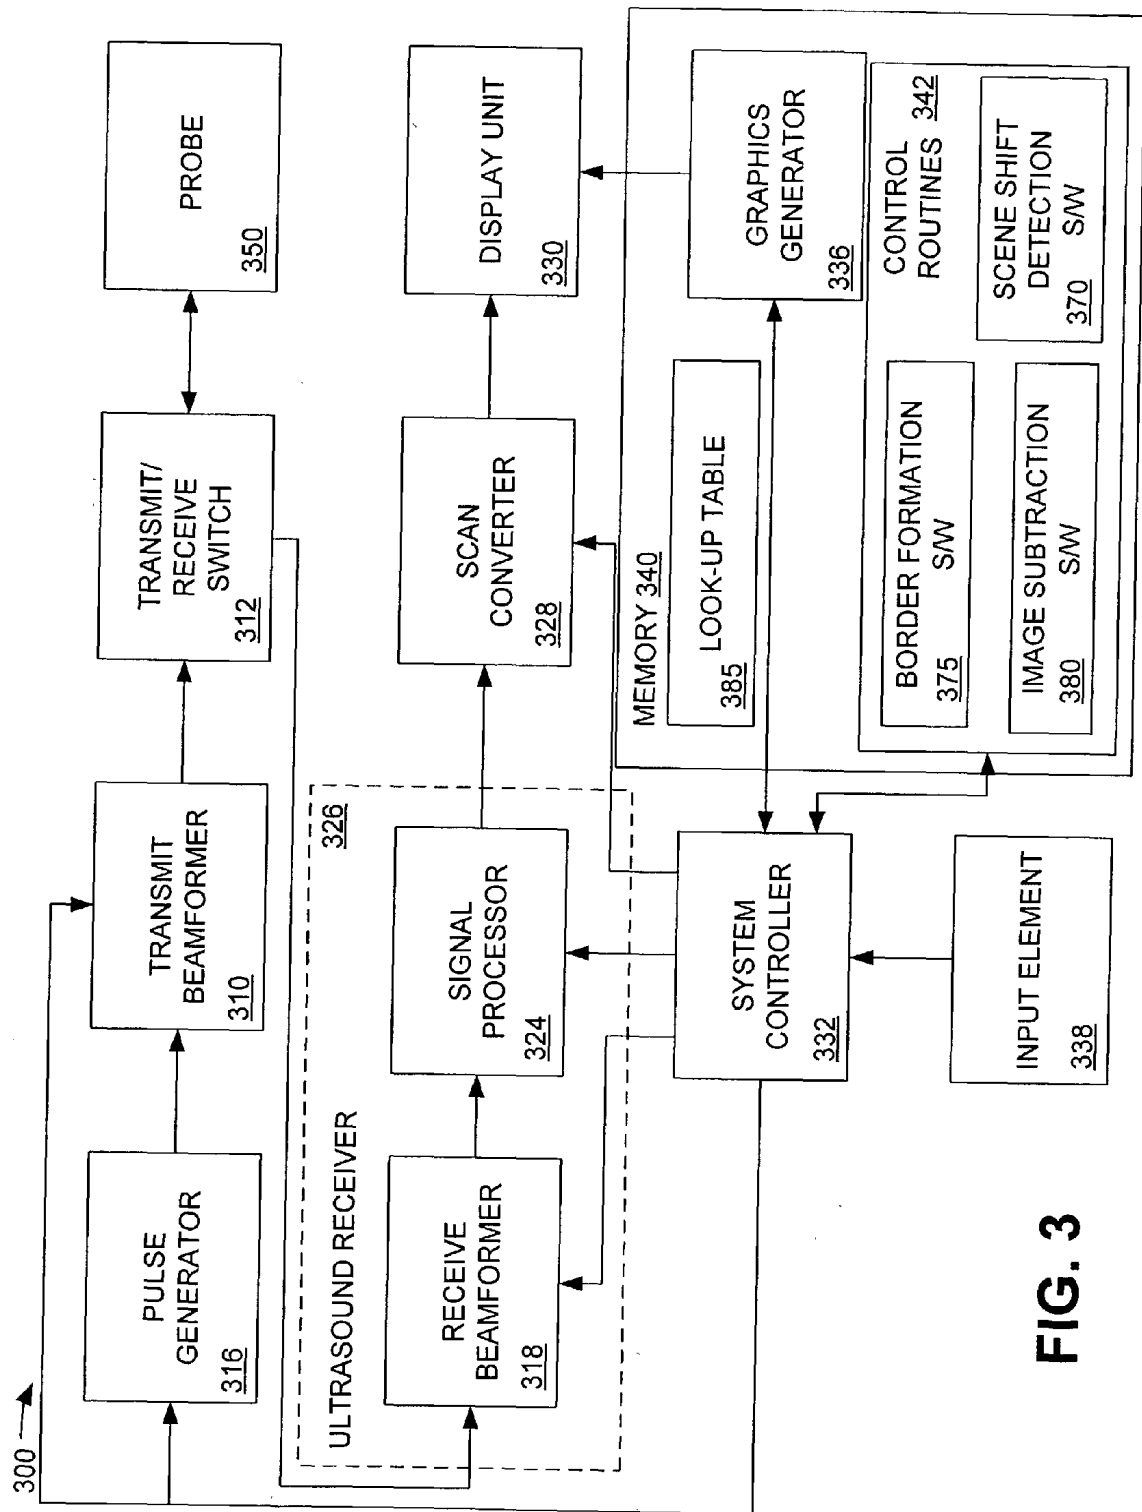 300
PULSE
GENERATOR
316
TRANSMIT
BEAMFORMER
310
TRANSMIT/
RECEIVE
SWITCH
312
PROBE
350
ULTRASOUND RECEIVER
326
RECEIVE
BEAMFORMER
318
SIGNAL
PROCESSOR
324
SCAN
CONVERTER
328
DISPLAY UNIT
330
SYSTEM
CONTROLLER
332
MEMORY 340
LOOK-UP TABLE
385
GRAPHICS
GENERATOR
336
INPUT ELEMENT
338
CONTROL
ROUTINES 342
BORDER FORMATION
S/W
375
SCENE SHIFT
DETECTION
S/W
370
IMAGE SUBTRACTION
S/W
380
FIG. 3